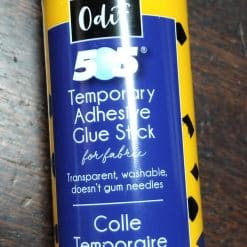 Odif
505®
Temporary
Adhesive
Glue Stick
for fabric
Transparent, washable,
doesn't gum needles
Colle
Temporaire